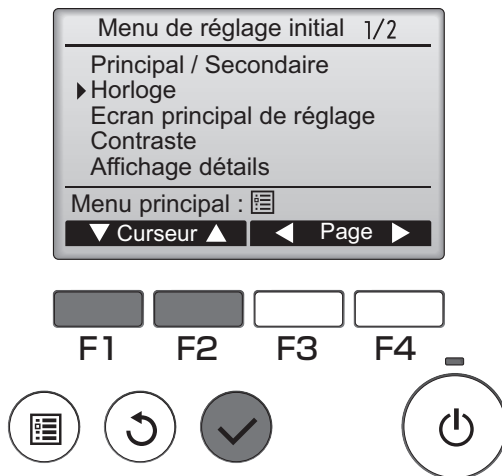 Menu de réglage initial 1/2
Principal / Secondaire
Horloge
Ecran principal de réglage
Contraste
Affichage détails
Menu principal :
Curseur Page
F1 F2 F3 F4